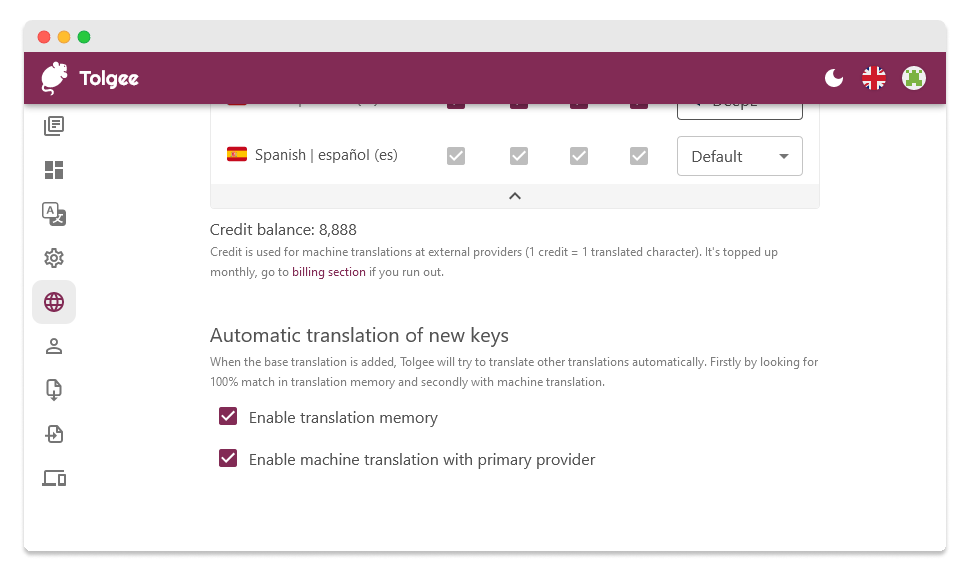 Tolgee
Spanish | español (es)
Default
Credit balance: 8,888
Credit is used for machine translations at external providers (1 credit = 1 translated character). It's topped up
monthly, go to billing section if you run out.
Automatic translation of new keys
When the base translation is added, Tolgee will try to translate other translations automatically. Firstly by looking for
100% match in translation memory and secondly with machine translation.
Enable translation memory
Enable machine translation with primary provider